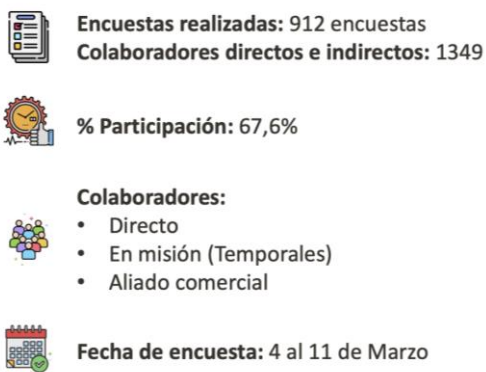 Encuestas realizadas: 912 encuestas
Colaboradores directos e indirectos: 1349
% Participación: 67,6%
Colaboradores:
• Directo
• En misión (Temporales)
• Aliado comercial
Fecha de encuesta: 4 al 11 de Marzo